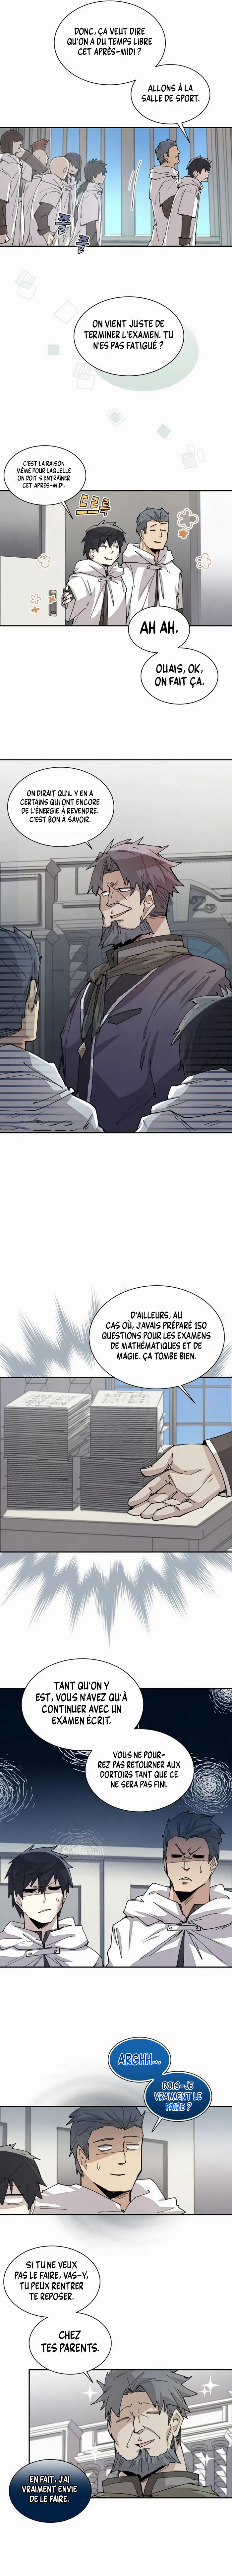 DONC, ÇA VEUT DIRE
QU'ON A DU TEMPS LIBRE
CET APRÈS-MIDI ?
ALLONS À LA
SALLE DE SPORT.
ON VIENT JUSTE DE
TERMINER L'EXAMEN. TU
N'ES PAS FATIGUÉ ?
C'EST LA RAISON
MÊME POUR LAQUELLE
ON DOIT S'ENTRAÎNER
CET APRÈS-MIDI.
드르륵
AH AH.
OUAIS, OK,
ON FAIT ÇA.
ON DIRAIT QU'IL Y EN A
CERTAINS QUI ONT ENCORE
DE L'ÉNERGIE À REVENDRE.
C'EST BON À SAVOIR.
D'AILLEURS, AU
CAS OÙ, J'AVAIS PRÉPARÉ 150
QUESTIONS POUR LES EXAMENS
DE MATHÉMATIQUES ET DE
MAGIE. ÇA TOMBE BIEN.
TANT QU'ON Y
EST, VOUS N'AVEZ QU'À
CONTINUER AVEC UN
EXAMEN ÉCRIT.
VOUS NE POUR-
REZ PAS RETOURNER AUX
DORTOIRS TANT QUE CE
NE SERA PAS FINI.
ARGHH...
DOIS-JE
VRAIMENT LE
FAIRE ?
SI TU NE VEUX
PAS LE FAIRE, VAS-Y,
TU PEUX RENTRER
TE REPOSER.
CHEZ
TES PARENTS.
EN FAIT, J'AI
VRAIMENT ENVIE
DE LE FAIRE.